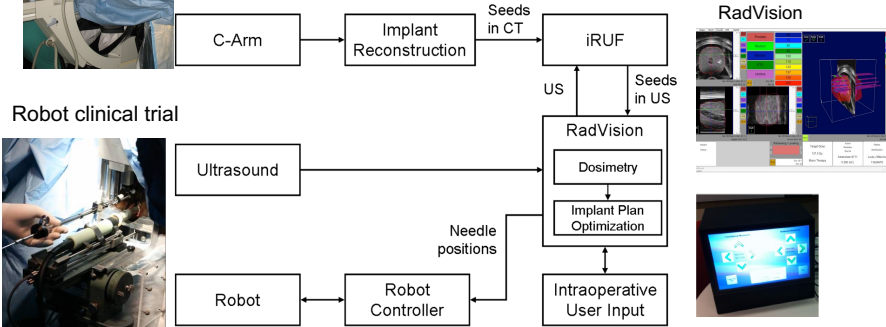 RadVision
C-Arm
Implant
Reconstruction
Seeds
in CT
iRUF
US
Seeds
in US
Robot clinical trial
Ultrasound
RadVision
Dosimetry
Implant Plan
Optimization
Needle
positions
Robot
Robot
Controller
Intraoperative
User Input